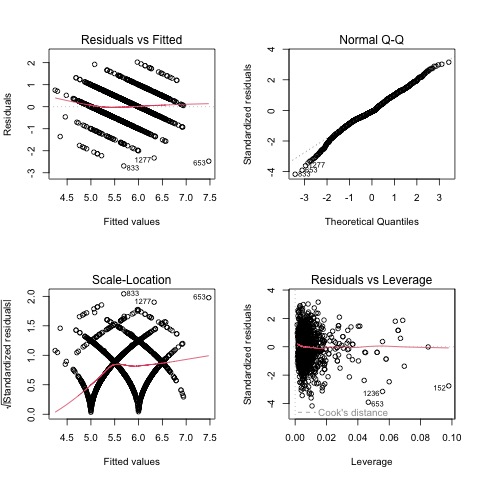 Residuals vs Fitted
Residuals
-3 -2 -1 0 1 2
833
1277
653
4.5 5.0 5.5 6.0 6.5 7.0 7.5
Fitted values
Normal Q-Q
Standardized residuals
-4 -2 0 2 4
1277
653
833
-3 -2 -1 0 1 2 3
Theoretical Quantiles
Scale-Location
√|Standardized residuals|
0.0 0.5 1.0 1.5 2.0
833
1277
653
4.5 5.0 5.5 6.0 6.5 7.0 7.5
Fitted values
Residuals vs Leverage
Standardized residuals
-4 -2 0 2 4
152
1236
653
Cook's distance
0.00 0.02 0.04 0.06 0.08 0.10
Leverage